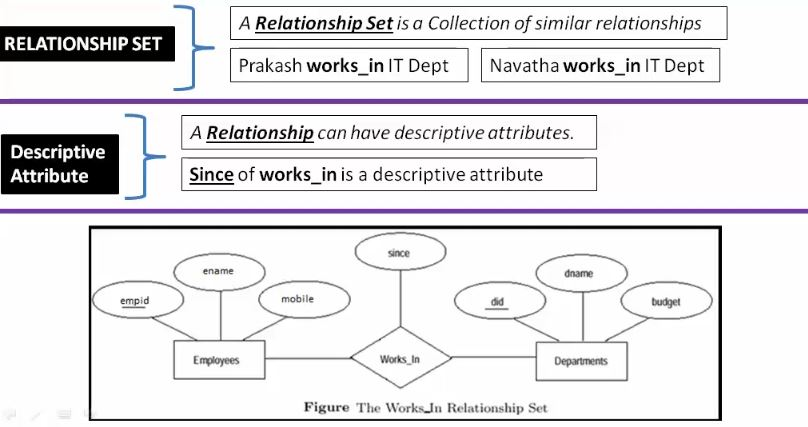 RELATIONSHIP SET
A Relationship Set is a Collection of similar relationships
Prakash works_in IT Dept
Navatha works_in IT Dept
Descriptive
Attribute
A Relationship can have descriptive attributes.
Since of works_in is a descriptive attribute
since
ename
dname
empid
mobile
did
budget
Employees
Works_In
Departments
Figure The Works_In Relationship Set